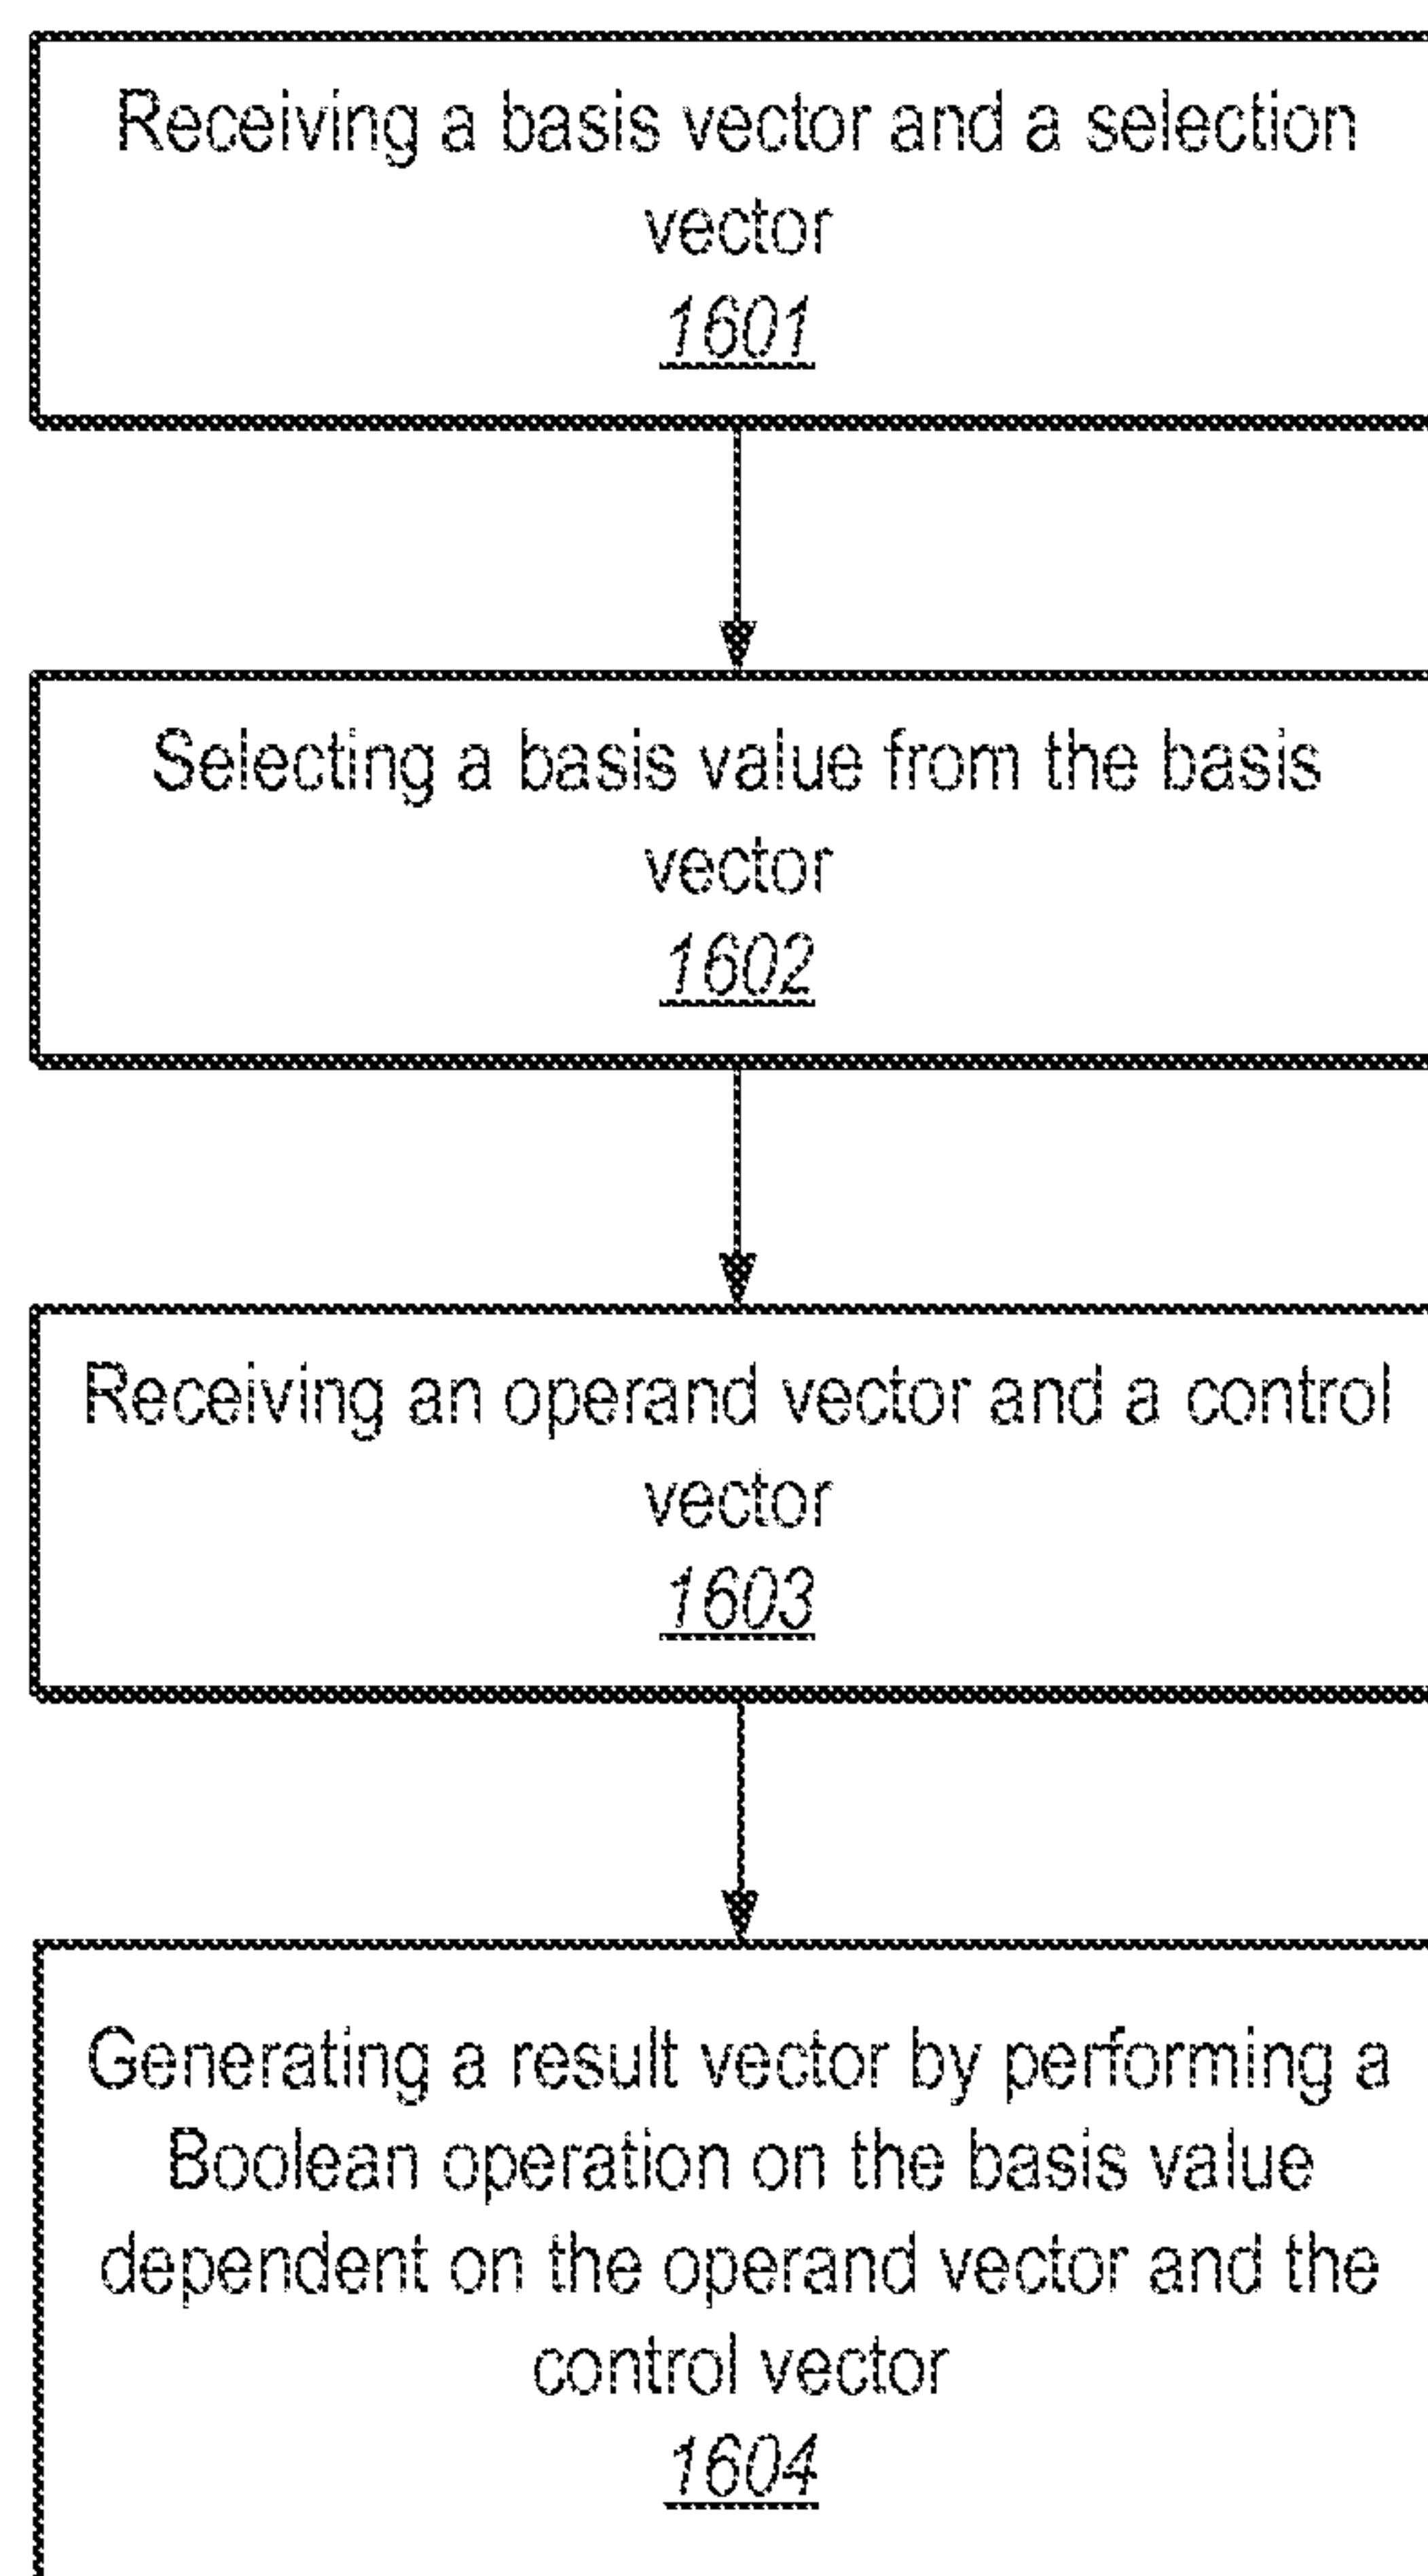 Receiving a basis vector and a selection
vector
1601
Selecting a basis value from the basis
vector
1602
Receiving an operand vector and a control
vector
1603
Generating a result vector by performing a
Boolean operation on the basis value
dependent on the operand vector and the
control vector
1604